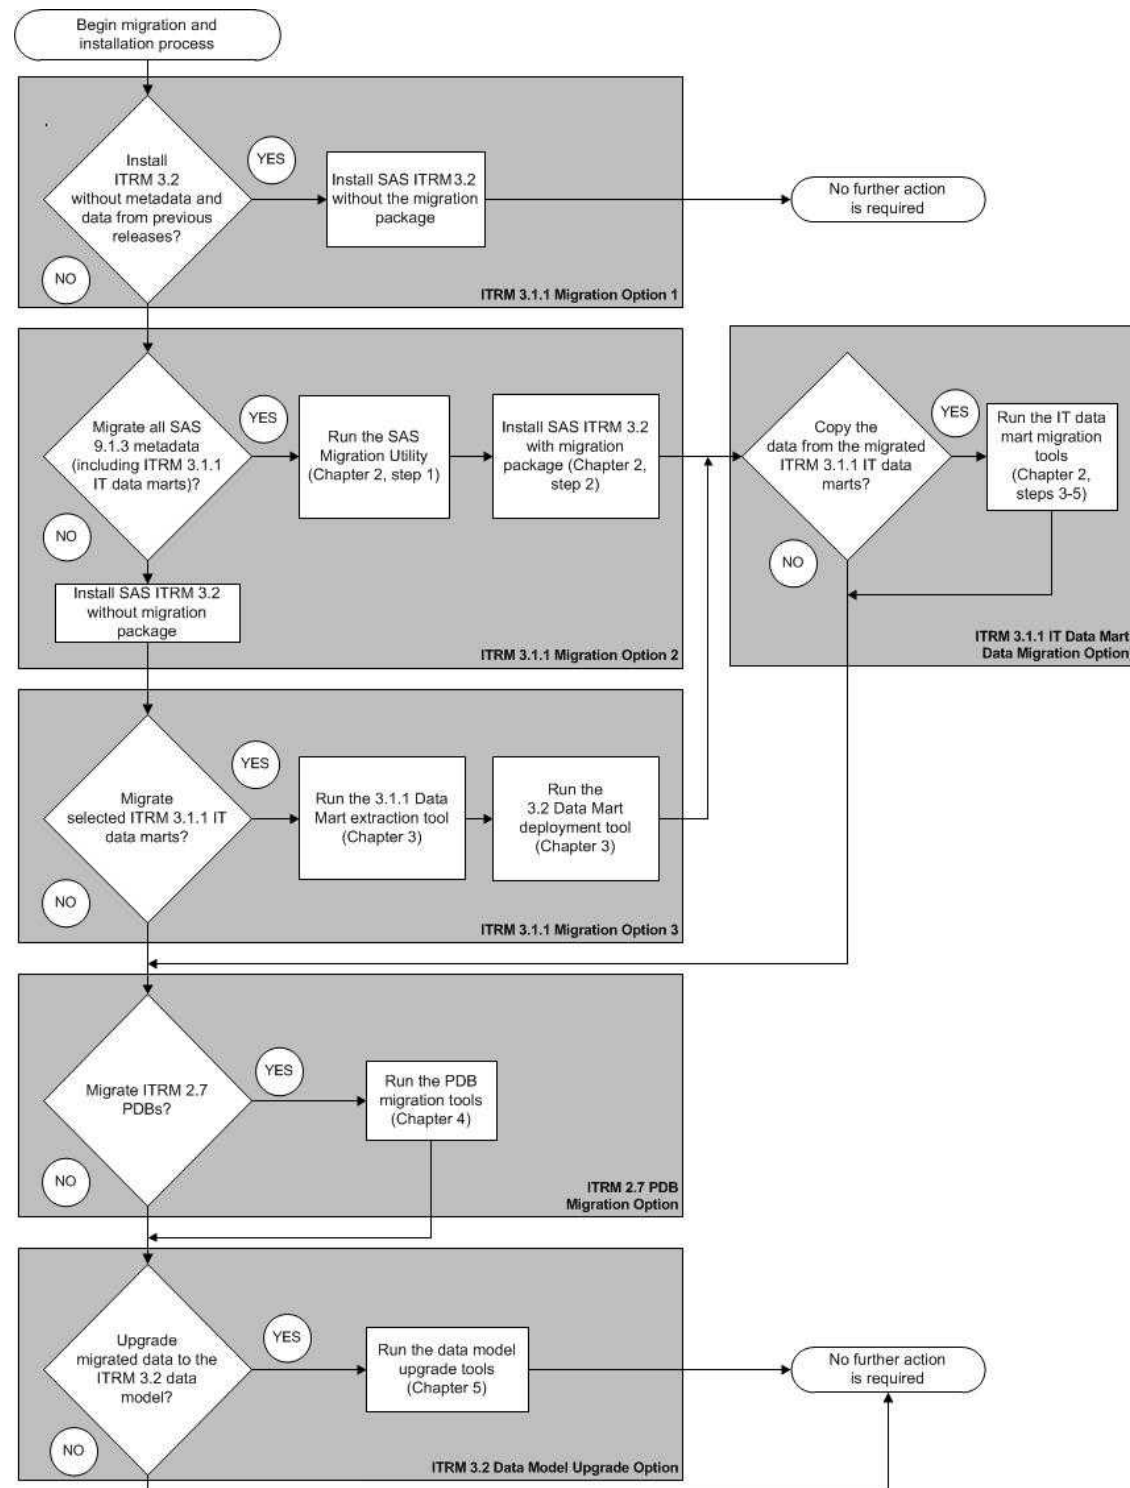 Begin migration and
installation process
Install
ITRM 3.2
without metadata and
data from previous
releases?
YES
Install SAS ITRM 3.2
without the migration
package
No further action
is required
NO
ITRM 3.1.1 Migration Option 1
Migrate all SAS
9.1.3 metadata
(including ITRM 3.1.1
IT data marts)?
YES
Run the SAS
Migration Utility
(Chapter 2, step 1)
Install SAS ITRM 3.2
with migration
package (Chapter 2,
step 2)
NO
Install SAS ITRM 3.2
without migration
package
ITRM 3.1.1 Migration Option 2
Copy the
data from the migrated
ITRM 3.1.1 IT data
marts?
YES
Run the IT data
mart migration
tools
(Chapter 2,
steps 3-5)
NO
ITRM 3.1.1 IT Data Mart
Data Migration Option
Migrate
selected ITRM 3.1.1 IT
data marts?
YES
Run the 3.1.1 Data
Mart extraction tool
(Chapter 3)
Run the
3.2 Data Mart
deployment tool
(Chapter 3)
NO
ITRM 3.1.1 Migration Option 3
Migrate ITRM 2.7
PDBs?
YES
Run the PDB
migration tools
(Chapter 4)
NO
ITRM 2.7 PDB
Migration Option
Upgrade
migrated data to the
ITRM 3.2 data
model?
YES
Run the data model
upgrade tools
(Chapter 5)
No further action
is required
NO
ITRM 3.2 Data Model Upgrade Option